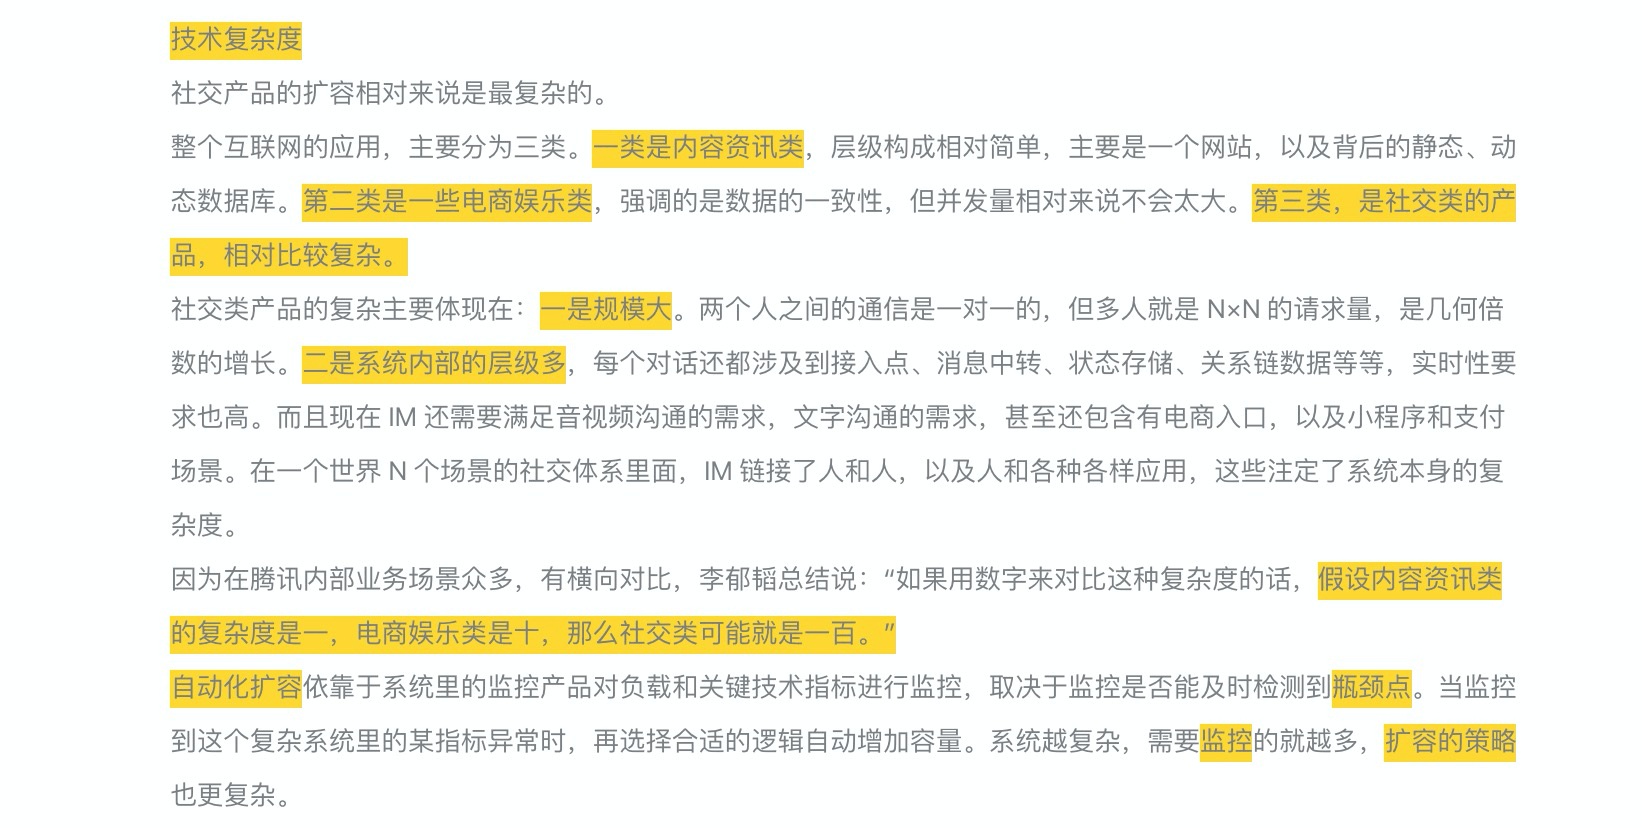 技术复杂度
社交产品的扩容相对来说是最复杂的。
整个互联网的应用，主要分为三类。一类是内容资讯类，层级构成相对简单，主要是一个网站，以及背后的静态、动
态数据库。第二类是一些电商娱乐类，强调的是数据的一致性，但并发量相对来说不会太大。第三类，是社交类的产
品，相对比较复杂。
社交类产品的复杂主要体现在：一是规模大。两个人之间的通信是一对一的，但多人就是 N×N 的请求量，是几何倍
数的增长。二是系统内部的层级多，每个对话还都涉及到接入点、消息中转、状态存储、关系链数据等等，实时性要
求也高。而且现在 IM 还需要满足音视频沟通的需求，文字沟通的需求，甚至还包含有电商入口，以及小程序和支付
场景。在一个世界 N 个场景的社交体系里面，IM 链接了人和人，以及人和各种各样应用，这些注定了系统本身的复
杂度。
因为在腾讯内部业务场景众多，有横向对比，李郁韬总结说：“如果用数字来对比这种复杂度的话，假设内容资讯类
的复杂度是一，电商娱乐类是十，那么社交类可能就是一百。”
自动化扩容依靠于系统里的监控产品对负载和关键技术指标进行监控，取决于监控是否能及时检测到瓶颈点。当监控
到这个复杂系统里的某指标异常时，再选择合适的逻辑自动增加容量。系统越复杂，需要监控的就越多，扩容的策略
也更复杂。